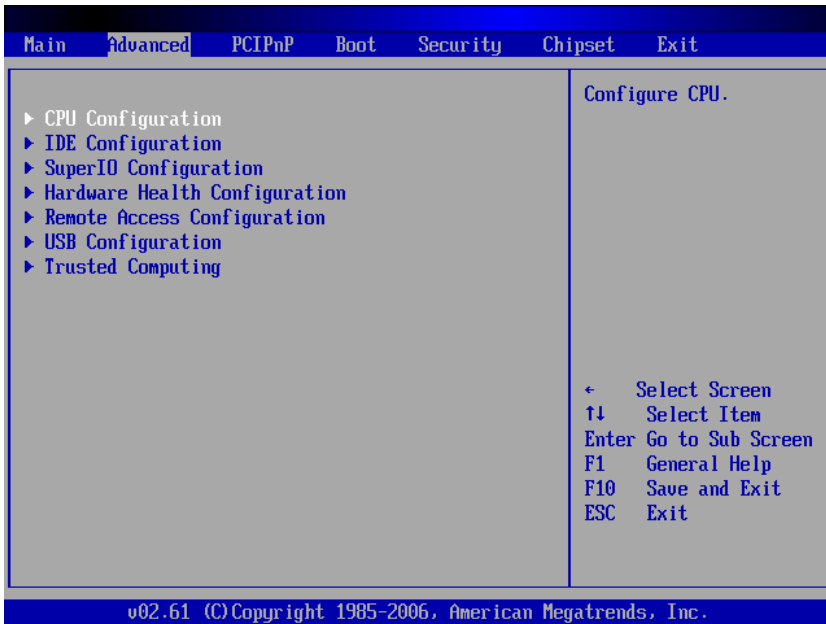 Main Advanced PCIPnP Boot Security Chipset Exit
▶ CPU Configuration
▶ IDE Configuration
▶ SuperIO Configuration
▶ Hardware Health Configuration
▶ Remote Access Configuration
▶ USB Configuration
▶ Trusted Computing
Configure CPU.
← Select Screen
↑↓ Select Item
Enter Go to Sub Screen
F1 General Help
F10 Save and Exit
ESC Exit
v02.61 (C)Copyright 1985-2006, American Megatrends, Inc.